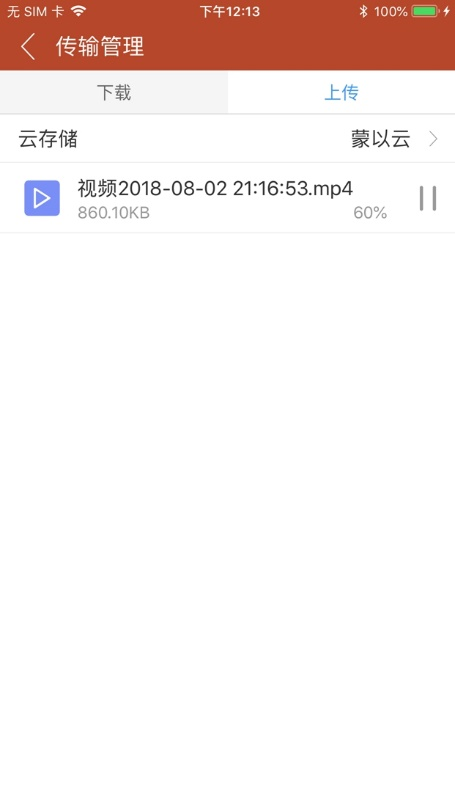 无 SIM 卡 下午12:13 100%
传输管理
下载 上传
云存储 蒙以云
视频2018-08-02 21:16:53.mp4
860.10KB 60%